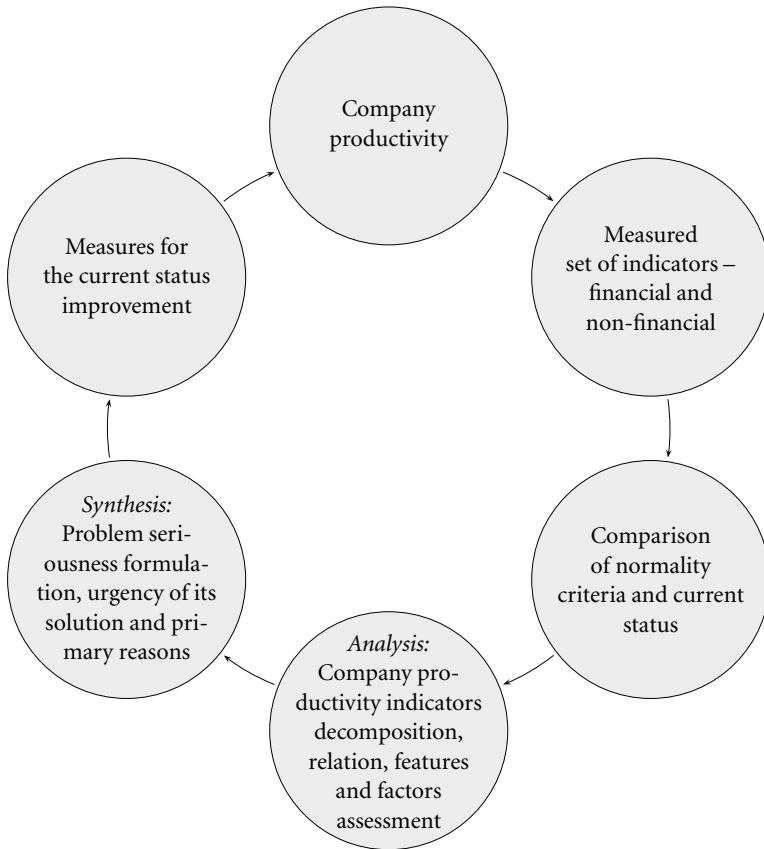 Company
productivity
Measured
set of indicators –
financial and
non-financial
Comparison
of normality
criteria and current
status
Analysis:
Company pro-
ductivity indicators
decomposition,
relation, features
and factors
assessment
Synthesis:
Problem seri-
ousness formula-
tion, urgency of its
solution and pri-
mary reasons
Measures for
the current status
improvement